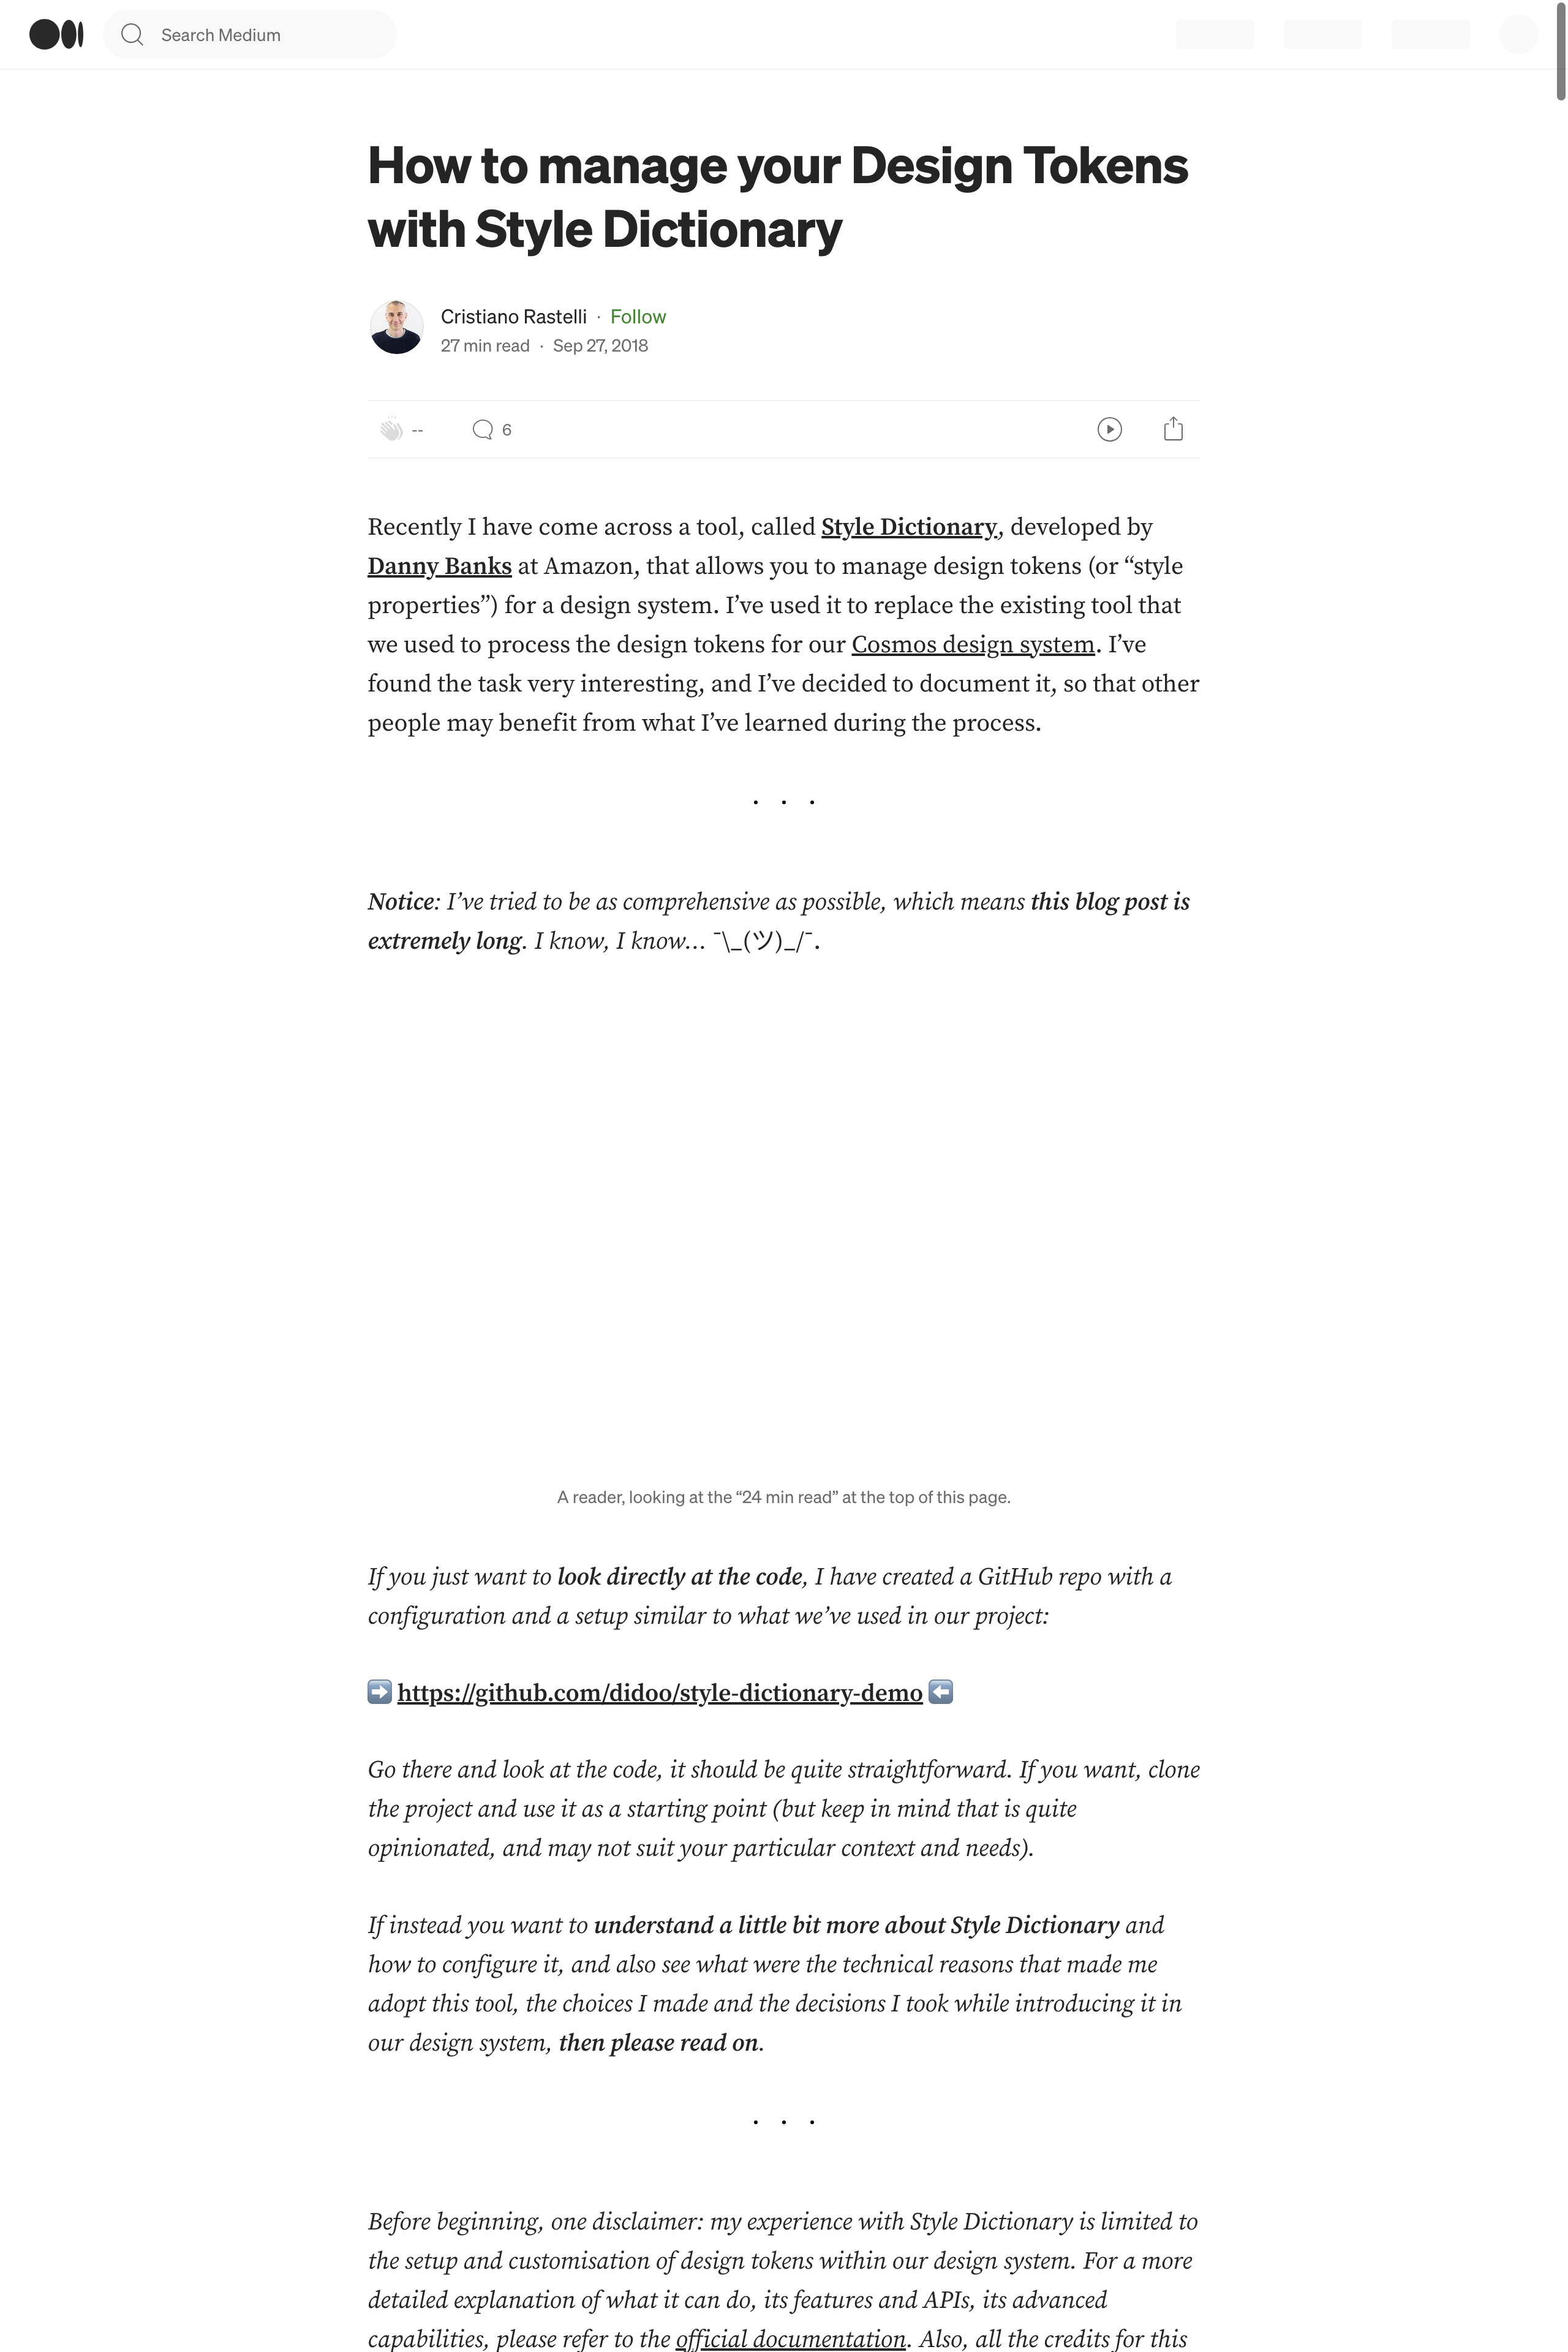 Search Medium
How to manage your Design Tokens
with Style Dictionary
Cristiano Rastelli · Follow
27 min read · Sep 27, 2018
--
6
Recently I have come across a tool, called Style Dictionary, developed by
Danny Banks at Amazon, that allows you to manage design tokens (or “style
properties”) for a design system. I’ve used it to replace the existing tool that
we used to process the design tokens for our Cosmos design system. I’ve
found the task very interesting, and I’ve decided to document it, so that other
people may benefit from what I’ve learned during the process.
. . .
Notice: I’ve tried to be as comprehensive as possible, which means this blog post is
extremely long. I know, I know… ¯\_(ツ)_/¯.
A reader, looking at the “24 min read” at the top of this page.
If you just want to look directly at the code, I have created a GitHub repo with a
configuration and a setup similar to what we’ve used in our project:
➡️ https://github.com/didoo/style-dictionary-demo ⬅️
Go there and look at the code, it should be quite straightforward. If you want, clone
the project and use it as a starting point (but keep in mind that is quite
opinionated, and may not suit your particular context and needs).
If instead you want to understand a little bit more about Style Dictionary and
how to configure it, and also see what were the technical reasons that made me
adopt this tool, the choices I made and the decisions I took while introducing it in
our design system, then please read on.
. . .
Before beginning, one disclaimer: my experience with Style Dictionary is limited to
the setup and customisation of design tokens within our design system. For a more
detailed explanation of what it can do, its features and APIs, its advanced
capabilities, please refer to the official documentation. Also, all the credits for this